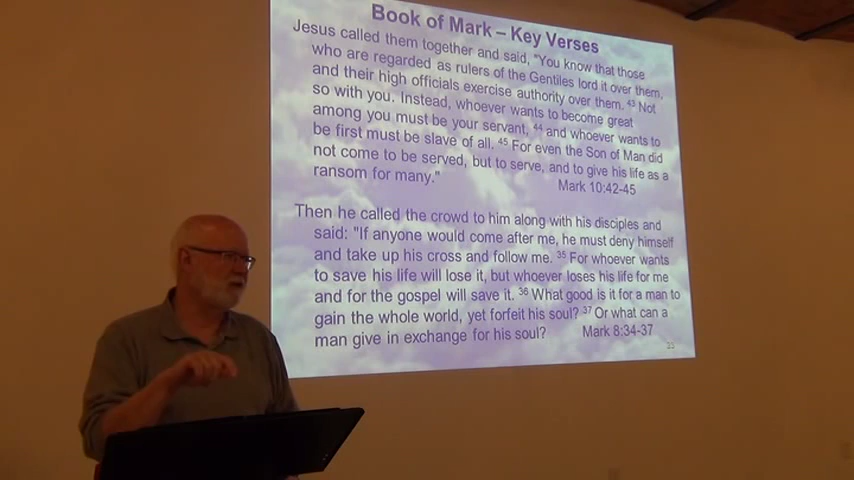 Book of Mark – Key Verses
Jesus called them together and said, "You know that those
who are regarded as rulers of the Gentiles lord it over them,
and their high officials exercise authority over them. 43 Not
so with you. Instead, whoever wants to become great
among you must be your servant, 44 and whoever wants to
be first must be slave of all. 45 For even the Son of Man did
not come to be served, but to serve, and to give his life as a
ransom for many." Mark 10:42-45
Then he called the crowd to him along with his disciples and
said: "If anyone would come after me, he must deny himself
and take up his cross and follow me. 35 For whoever wants
to save his life will lose it, but whoever loses his life for me
and for the gospel will save it. 36 What good is it for a man to
gain the whole world, yet forfeit his soul? 37 Or what can a
man give in exchange for his soul? Mark 8:34-37